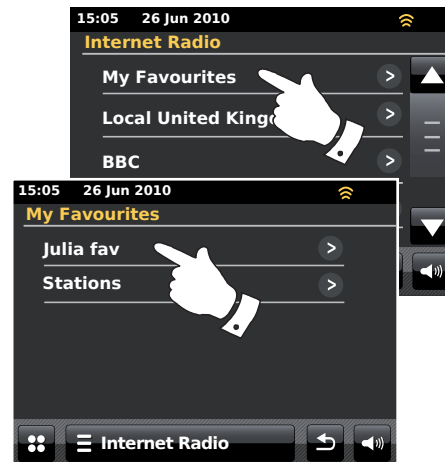 15:05 26 Jun 2010
Internet Radio
My Favourites
Local United
BBC
15:05 26 Jun 2010
My Favourites
Julia fav
Stations
Internet Radio